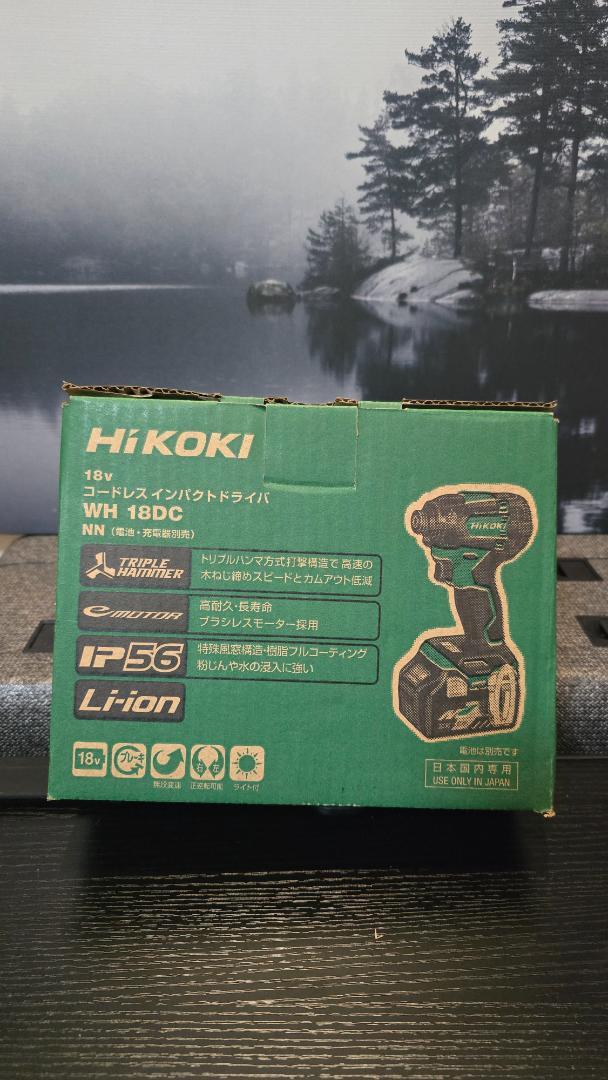 HiKOKI
18v
コードレス インパクトドライバ
WH 18DC
NN (電池・充電器別売)
TRIPLE HAMMER
トリプルハンマ方式打撃構造で 高速の
木ねじ締めスピードとカムアウト低減
e MOTOR
高耐久・長寿命
ブラシレスモーター採用
IP56
特殊風窓構造・樹脂フルコーティング
粉じんや水の浸入に強い
Li-ion
HiKOKI
18v
ブレーキ
無段変速
右 左
正逆転可能
ライト付
電池は別売です
日本国内専用
USE ONLY IN JAPAN